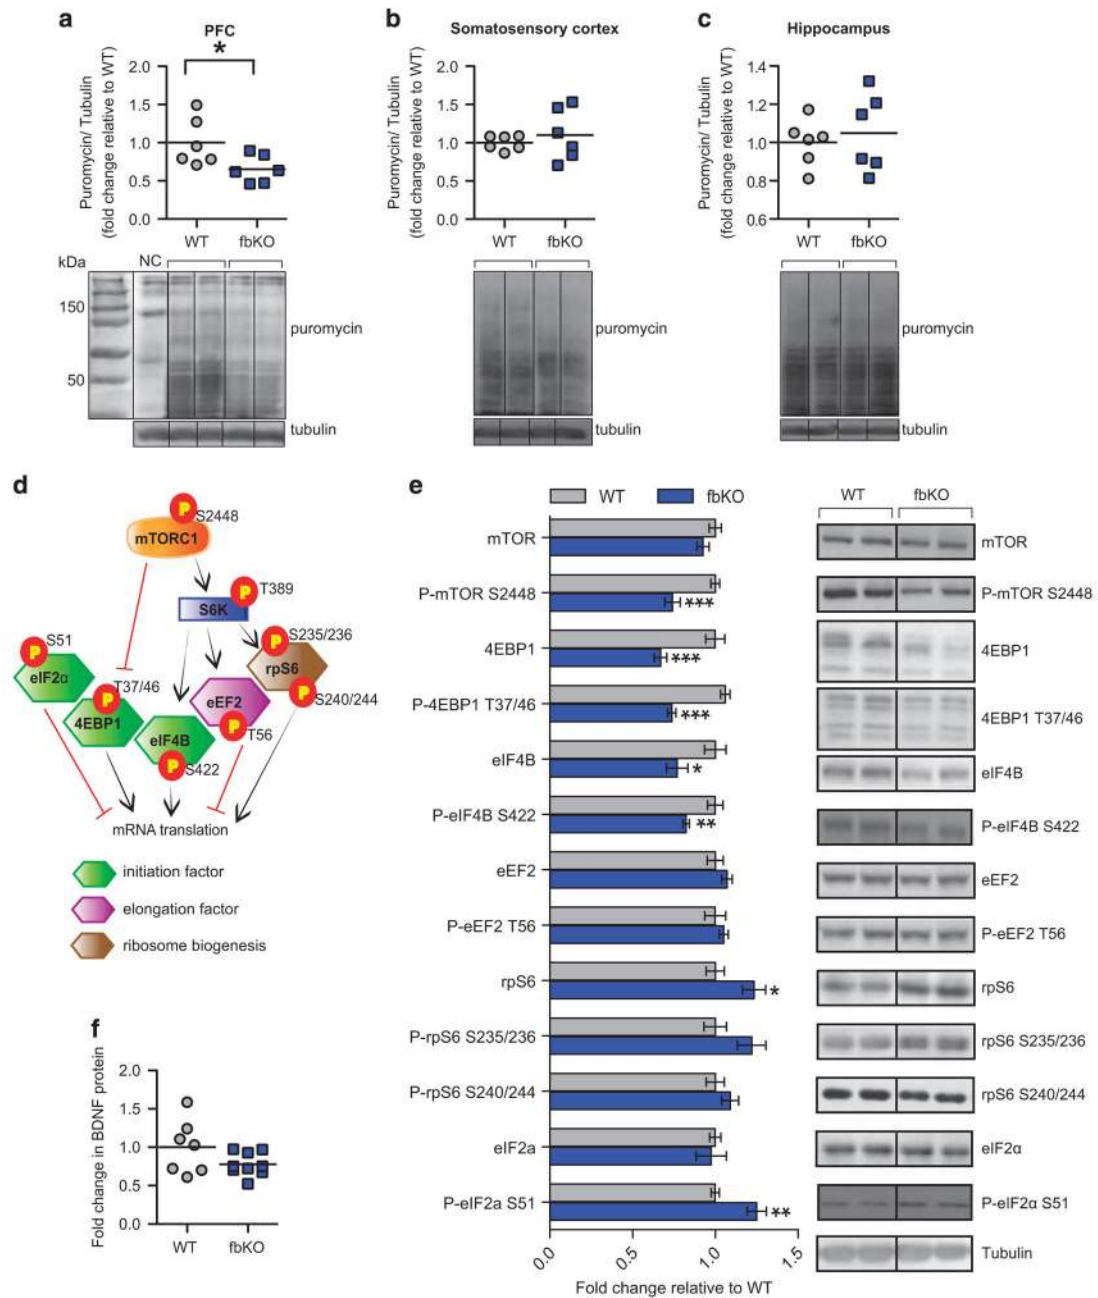 a
PFC
*
Puromycin/ Tubulin
(fold change relative to WT)
2.0
1.5
1.0
0.5
0.0
WT
fbKO
kDa
NC
150
50
puromycin
tubulin
b
Somatosensory cortex
Puromycin/ Tubulin
(fold change relative to WT)
2.0
1.5
1.0
0.5
0.0
WT
fbKO
puromycin
tubulin
c
Hippocampus
Puromycin/ Tubulin
(fold change relative to WT)
1.4
1.2
1.0
0.8
0.6
WT
fbKO
puromycin
tubulin
d
P
S2448
mTORC1
P
T389
S6K
P
S51
eIF2α
P
T37/46
4EBP1
P
S235/236
rpS6
P
S240/244
eEF2
P
T56
eIF4B
P
S422
mRNA translation
initiation factor
elongation factor
ribosome biogenesis
e
WT
fbKO
mTOR
P-mTOR S2448
***
4EBP1
***
P-4EBP1 T37/46
***
eIF4B
*
P-eIF4B S422
**
eEF2
P-eEF2 T56
rpS6
*
P-rpS6 S235/236
P-rpS6 S240/244
eIF2a
P-eIF2a S51
**
0.0
0.5
1.0
1.5
Fold change relative to WT
WT
fbKO
mTOR
P-mTOR S2448
4EBP1
4EBP1 T37/46
eIF4B
P-eIF4B S422
eEF2
P-eEF2 T56
rpS6
rpS6 S235/236
rpS6 S240/244
eIF2α
P-eIF2α S51
Tubulin
f
Fold change in BDNF protein
2.0
1.5
1.0
0.5
0.0
WT
fbKO